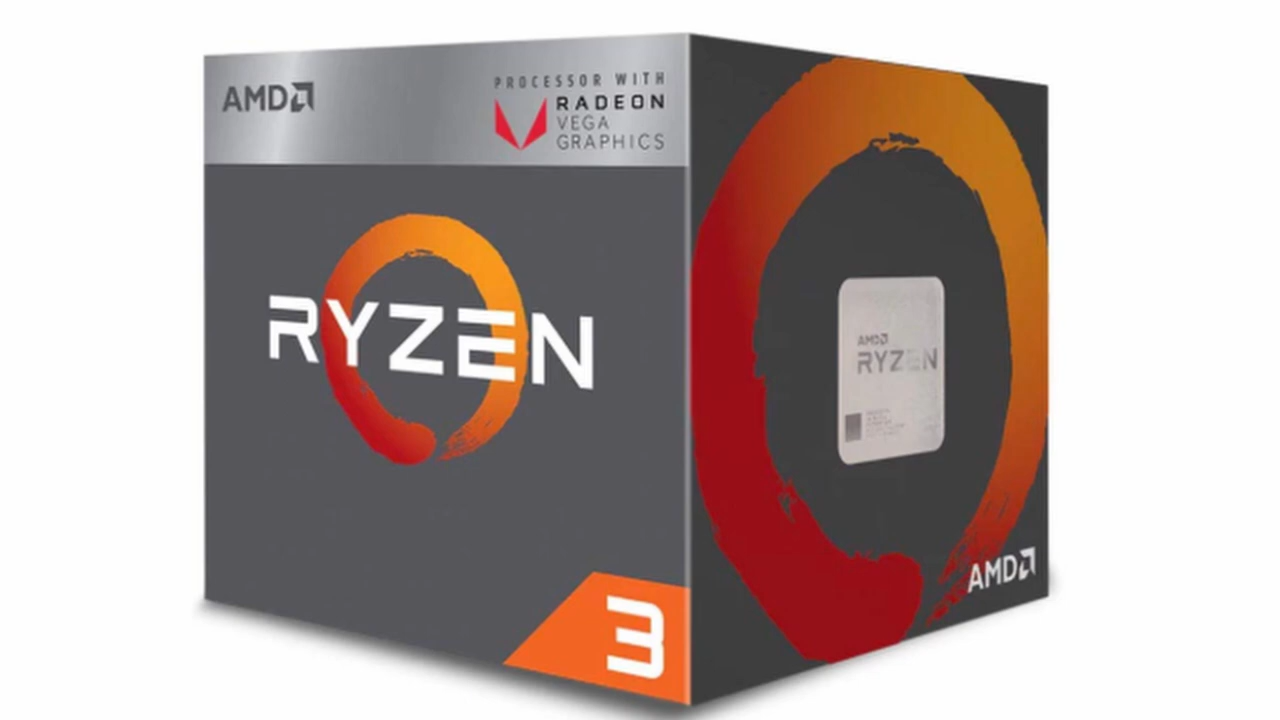 AMD
PROCESSOR WITH
RADEON
VEGA
GRAPHICS
RYZEN
3
AMD
RYZEN
AMD